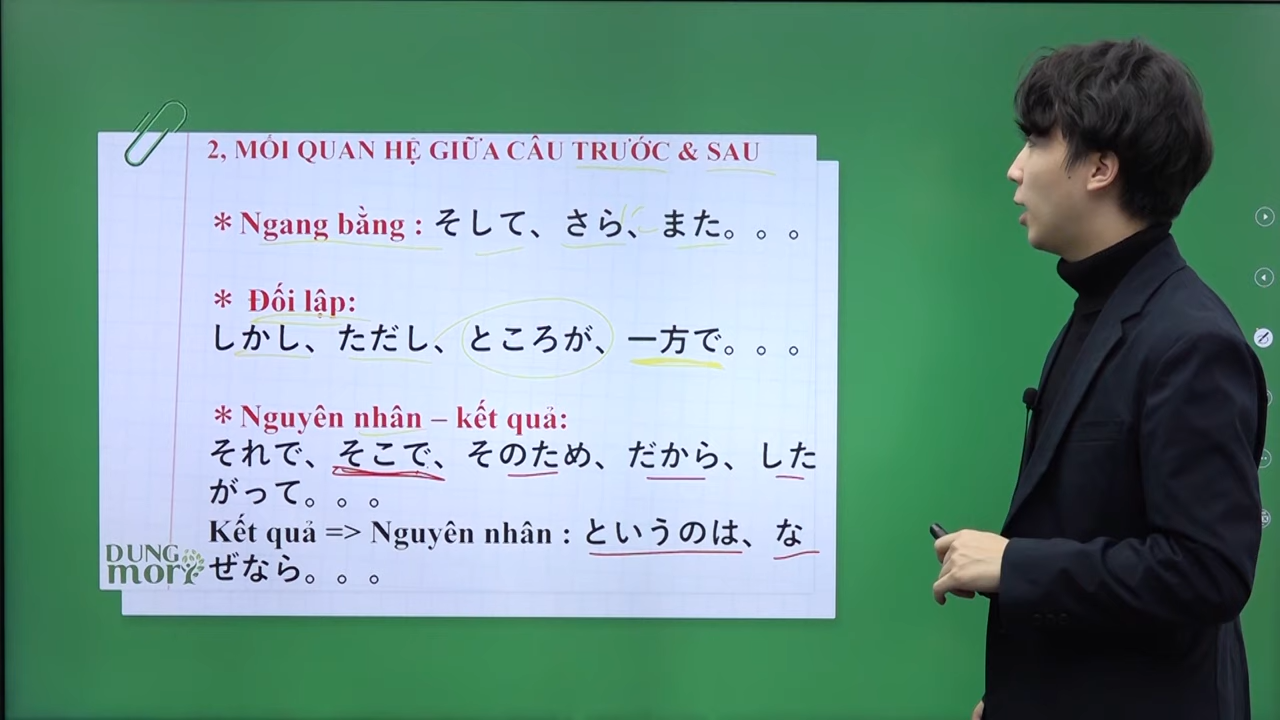 2, MỐI QUAN HỆ GIỮA CÂU TRƯỚC & SAU
* Ngang bằng : そして、さら、また。。。
* Đối lập:
しかし、ただし、ところが、一方で。。。
* Nguyên nhân – kết quả:
それで、そこで、そのため、だから、した
がって。。。
Kết quả => Nguyên nhân : というのは、な
ぜなら。。。
DUNG
mori